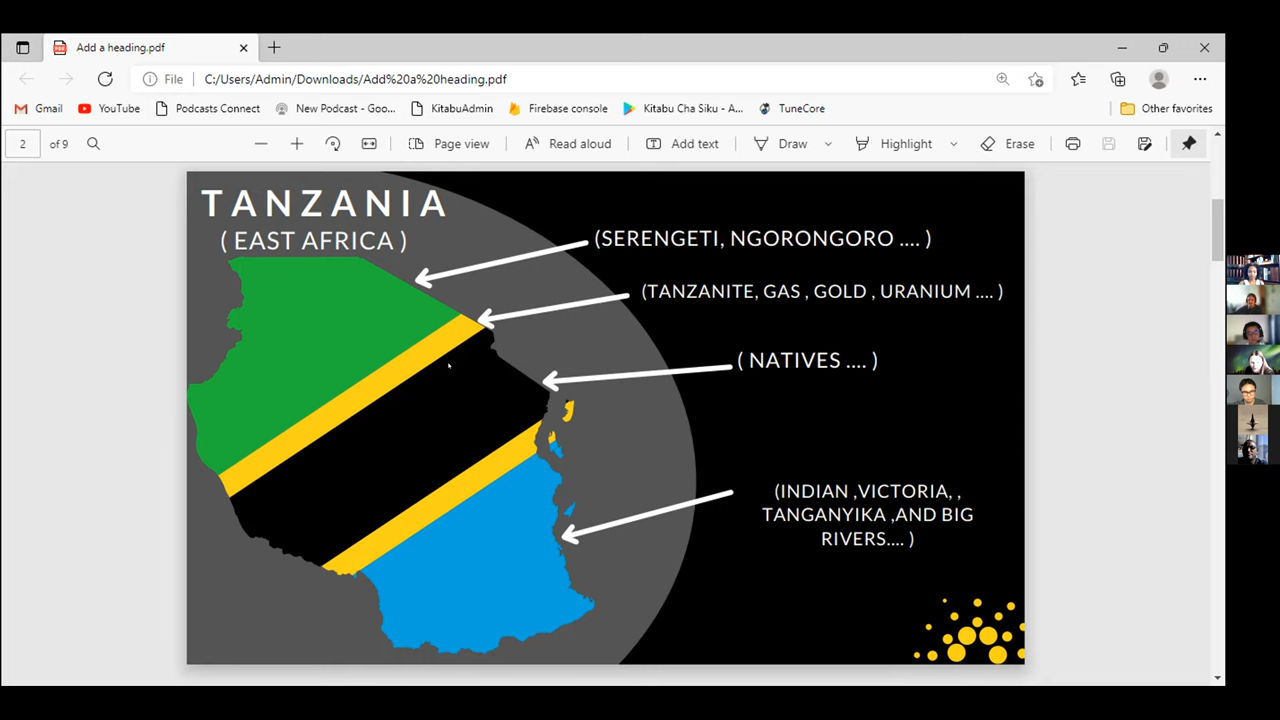 Add a heading.pdf
File C:/Users/Admin/Downloads/Add%20a%20heading.pdf
Gmail YouTube Podcasts Connect New Podcast - Goo... KitabuAdmin Firebase console Kitabu Cha Siku - A... TuneCore Other favorites
2 of 9 Page view Read aloud Add text Draw Highlight Erase
TANZANIA
( EAST AFRICA )
(SERENGETI, NGORONGORO .... )
(TANZANITE, GAS , GOLD , URANIUM .... )
( NATIVES .... )
(INDIAN ,VICTORIA, ,
TANGANYIKA ,AND BIG
RIVERS.... )